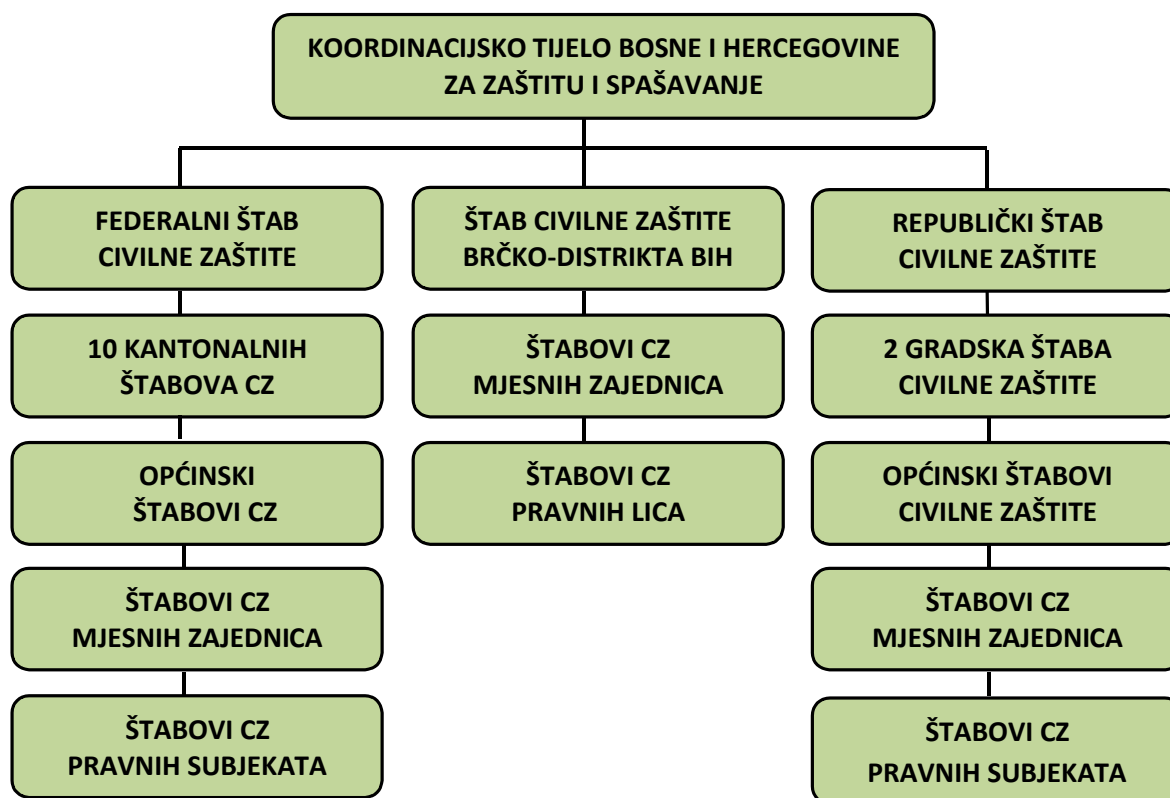 KOORDINACIJSKO TIJELO BOSNE I HERCEGOVINE
ZA ZAŠTITU I SPAŠAVANJE
FEDERALNI ŠTAB
CIVILNE ZAŠTITE
ŠTAB CIVILNE ZAŠTITE
BRČKO-DISTRIKTA BIH
REPUBLIČKI ŠTAB
CIVILNE ZAŠTITE
10 KANTONALNIH
ŠTABOVA CZ
ŠTABOVI CZ
MJESNIH ZAJEDNICA
2 GRADSKA ŠTABA
CIVILNE ZAŠTITE
OPĆINSKI
ŠTABOVI CZ
ŠTABOVI CZ
PRAVNIH LICA
OPĆINSKI ŠTABOVI
CIVILNE ZAŠTITE
ŠTABOVI CZ
MJESNIH ZAJEDNICA
ŠTABOVI CZ
MJESNIH ZAJEDNICA
ŠTABOVI CZ
PRAVNIH SUBJEKATA
ŠTABOVI CZ
PRAVNIH SUBJEKATA